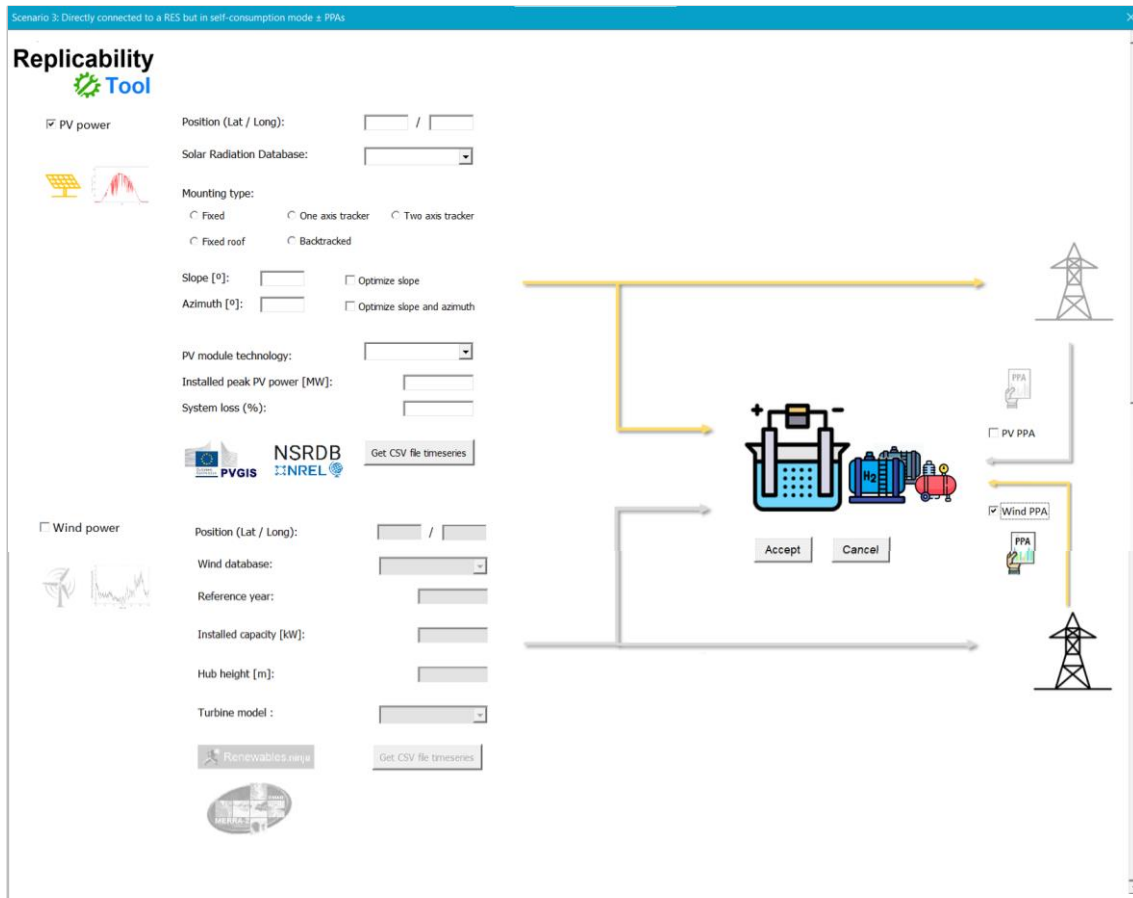 Scenario 3: Directly connected to a RES but in self-consumption mode ± PPAs
Replicability
Tool
PV power
Position (Lat / Long): /
Solar Radiation Database:
Mounting type:
Fixed One axis tracker Two axis tracker
Fixed roof Backtracked
Slope [º]: Optimize slope
Azimuth [º]: Optimize slope and azimuth
PV module technology:
Installed peak PV power [MW]:
System loss (%):
PVGIS
NSRDB
NREL
Get CSV file timeseries
+ −
H2
PPA
PV PPA
Wind PPA
PPA
Accept Cancel
Wind power
Position (Lat / Long): /
Wind database:
Reference year:
Installed capacity [kW]:
Hub height [m]:
Turbine model :
Renewables.ninja
Get CSV file timeseries
MERRA-2